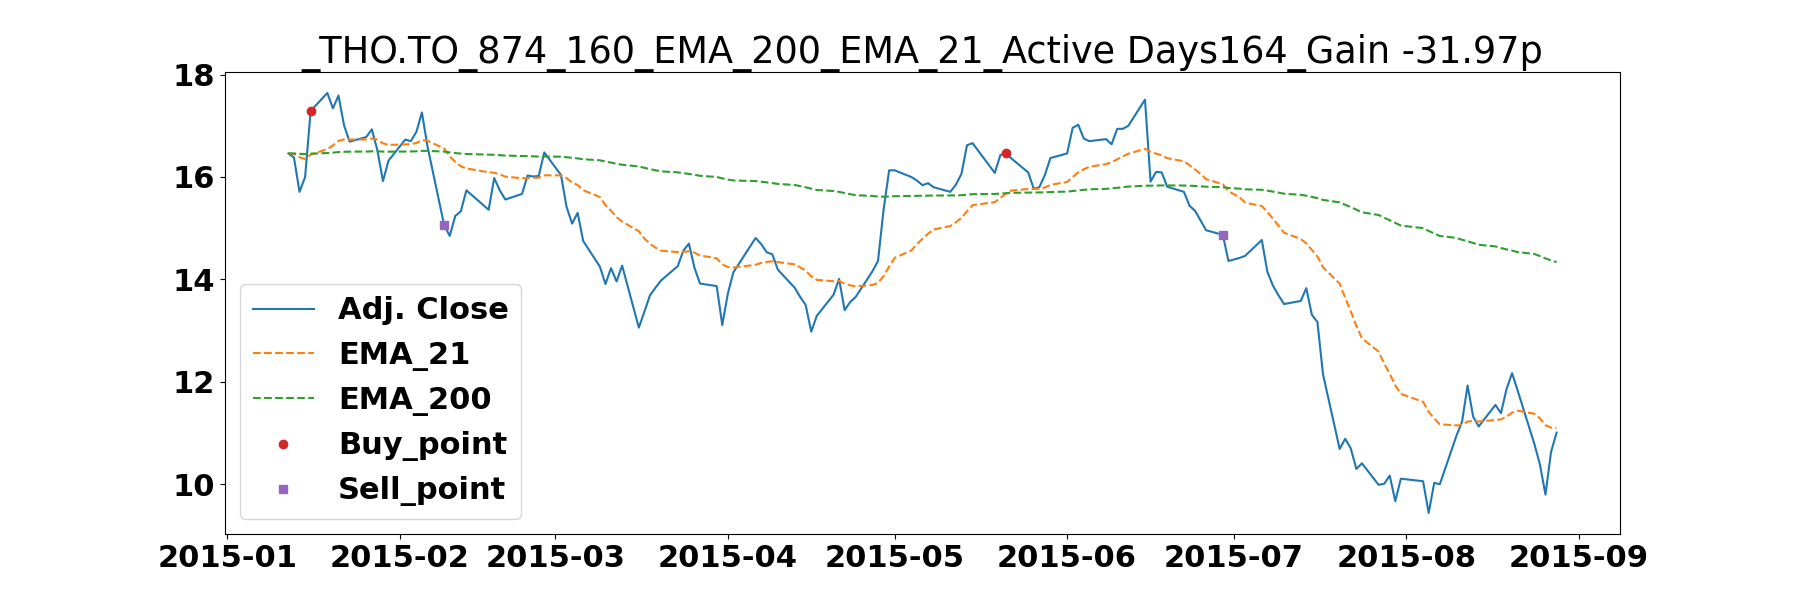 _THO.TO_874_160_EMA_200_EMA_21_Active Days164_Gain -31.97p
18
16
14
12
10
Adj. Close
EMA_21
EMA_200
Buy_point
Sell_point
2015-01 2015-02 2015-03 2015-04 2015-05 2015-06 2015-07 2015-08 2015-09